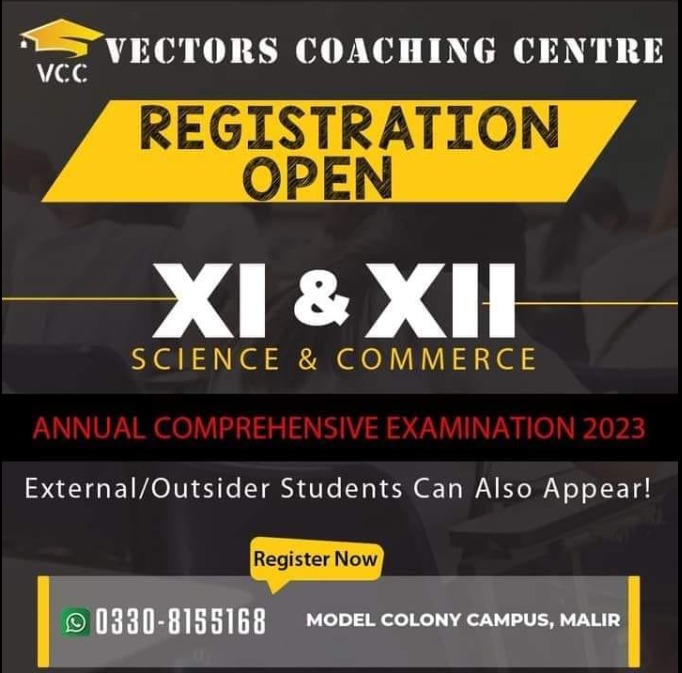 VCC
VECTORS COACHING CENTRE
REGISTRATION
OPEN
XI & XII
SCIENCE & COMMERCE
ANNUAL COMPREHENSIVE EXAMINATION 2023
External/Outsider Students Can Also Appear!
Register Now
0330-8155168
MODEL COLONY CAMPUS, MALIR